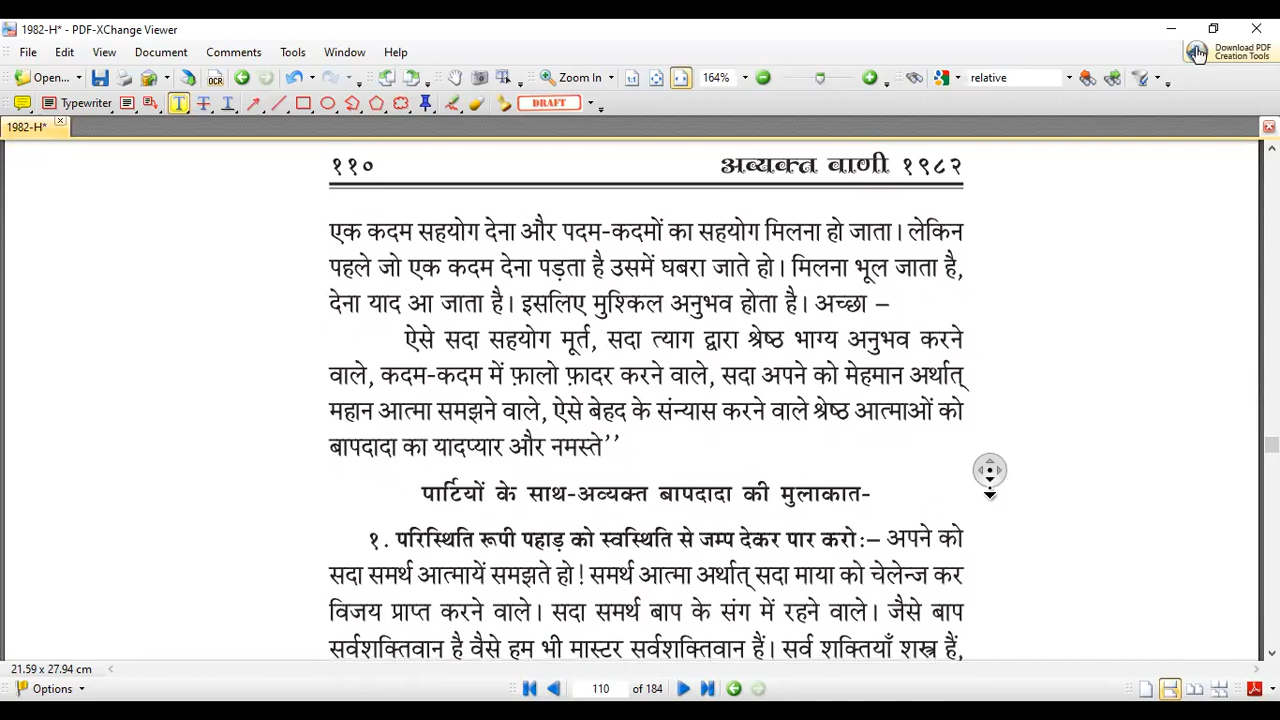 1982-H* - PDF-XChange Viewer
File Edit View Document Comments Tools Window Help
Download PDF
Creation Tools
Open... OCR Zoom In 164% relative
Typewriter T T T DRAFT
1982-H*
११० अव्यक्त वाणी १९८२
एक कदम सहयोग देना और पदम-कदमों का सहयोग मिलना हो जाता। लेकिन
पहले जो एक कदम देना पड़ता है उसमें घबरा जाते हो। मिलना भूल जाता है,
देना याद आ जाता है। इसलिए मुश्किल अनुभव होता है। अच्छा –
ऐसे सदा सहयोग मूर्त, सदा त्याग द्वारा श्रेष्ठ भाग्य अनुभव करने
वाले, कदम-कदम में फ़ालो फ़ादर करने वाले, सदा अपने को मेहमान अर्थात्
महान आत्मा समझने वाले, ऐसे बेहद के संन्यास करने वाले श्रेष्ठ आत्माओं को
बापदादा का यादप्यार और नमस्ते’’
पार्टियों के साथ-अव्यक्त बापदादा की मुलाकात-
१. परिस्थिति रूपी पहाड़ को स्वस्थिति से जम्प देकर पार करो:– अपने को
सदा समर्थ आत्मायें समझते हो! समर्थ आत्मा अर्थात् सदा माया को चेलेन्ज कर
विजय प्राप्त करने वाले। सदा समर्थ बाप के संग में रहने वाले। जैसे बाप
सर्वशक्तिवान है वैसे हम भी मास्टर सर्वशक्तिवान हैं। सर्व शक्तियाँ शस्त्र हैं,
21.59 x 27.94 cm
Options 110 of 184